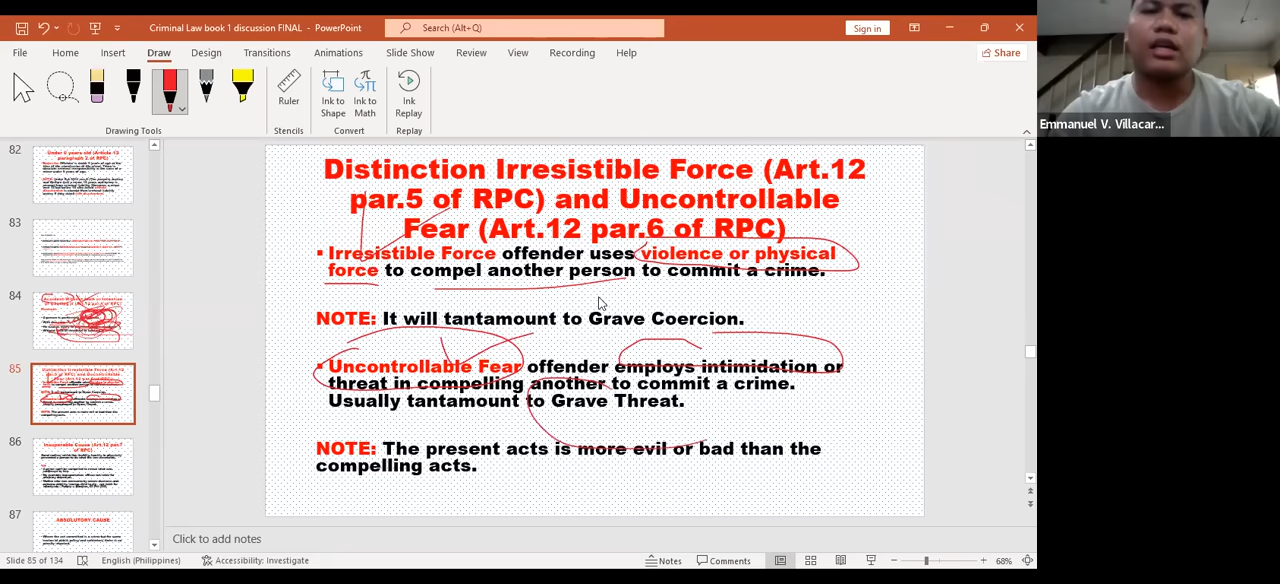 Criminal Law book 1 discussion FINAL - PowerPoint
Search (Alt+Q)
Sign in
File Home Insert Draw Design Transitions Animations Slide Show Review View Recording Help
Share
Ruler
Ink to Shape
Ink to Math
Ink Replay
Drawing Tools
Stencils
Convert
Replay
Emmanuel V. Villacar...
82
83
84
85
86
87
ABSOLUTORY CAUSE
Distinction Irresistible Force (Art.12
par.5 of RPC) and Uncontrollable
Fear (Art.12 par.6 of RPC)
▪ Irresistible Force offender uses violence or physical
force to compel another person to commit a crime.
NOTE: It will tantamount to Grave Coercion.
▪ Uncontrollable Fear offender employs intimidation or
threat in compelling another to commit a crime.
Usually tantamount to Grave Threat.
NOTE: The present acts is more evil or bad than the
compelling acts.
Click to add notes
Slide 85 of 134
English (Philippines)
Accessibility: Investigate
Notes
Comments
68%